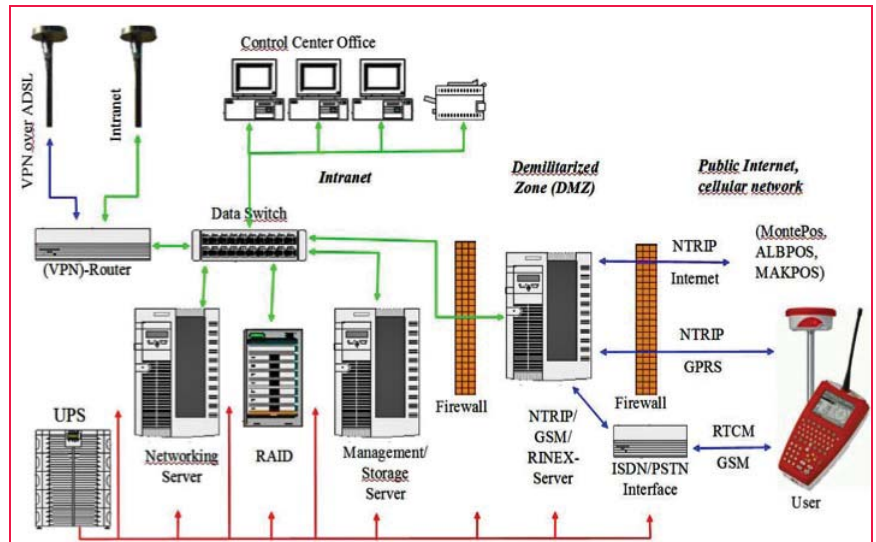 Control Center Office
VPN over ADSL
Intranet
Intranet
Demilitarized
Zone (DMZ)
Public Internet,
cellular network
Data Switch
(VPN)-Router
NTRIP
Internet
(MontePos,
ALBPOS,
MAKPOS)
NTRIP
GPRS
Firewall
Firewall
UPS
Networking
Server
RAID
Management/
Storage
Server
NTRIP/
GSM/
RINEX-
Server
ISDN/PSTN
Interface
RTCM
GSM
User